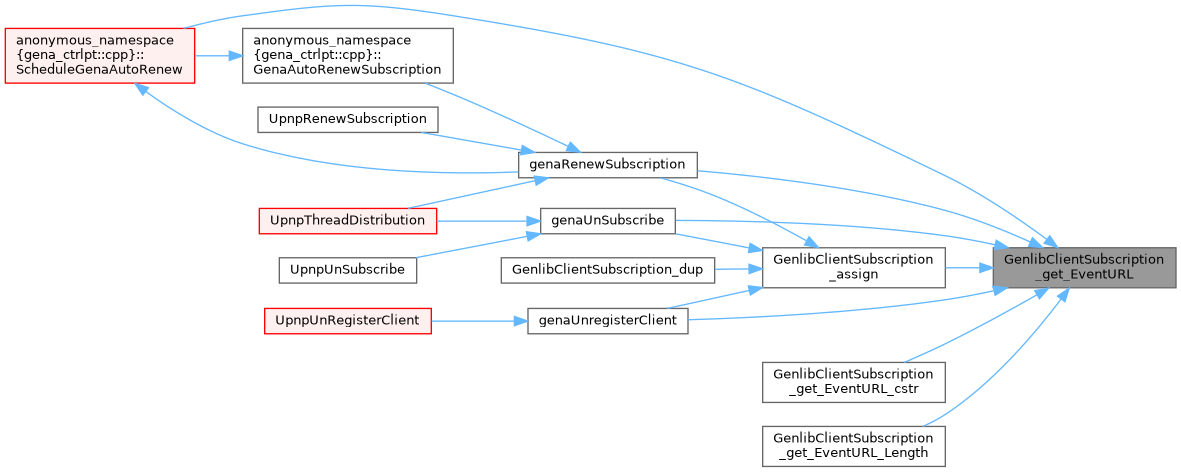 anonymous_namespace
{gena_ctrlpt::cpp}::
ScheduleGenaAutoRenew
anonymous_namespace
{gena_ctrlpt::cpp}::
GenaAutoRenewSubscription
UpnpRenewSubscription
genaRenewSubscription
UpnpThreadDistribution
genaUnSubscribe
UpnpUnSubscribe
GenlibClientSubscription_dup
GenlibClientSubscription
_assign
GenlibClientSubscription
_get_EventURL
UpnpUnRegisterClient
genaUnregisterClient
GenlibClientSubscription
_get_EventURL_cstr
GenlibClientSubscription
_get_EventURL_Length